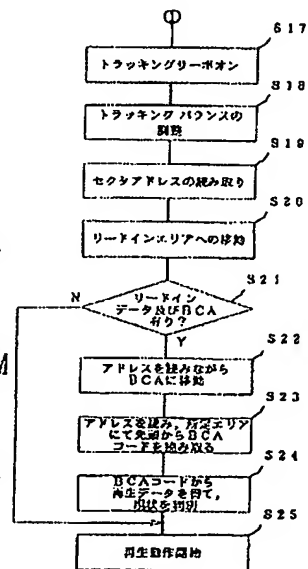 617
トラッキングサーボオン
S18
トラッキング バランスの
調整
S19
セクタアドレスの読み取り
S20
リードインエリアへの移動
S21
リードイン
データ及びBCA
有り？
N
Y
S22
アドレスを読みながら
BCAに移動
S23
アドレスを読み，所定エリア
にて先頭からBCA
コードを読み取る
S24
BCAコードから
再生データを得て，
S25
再生動作開始
M